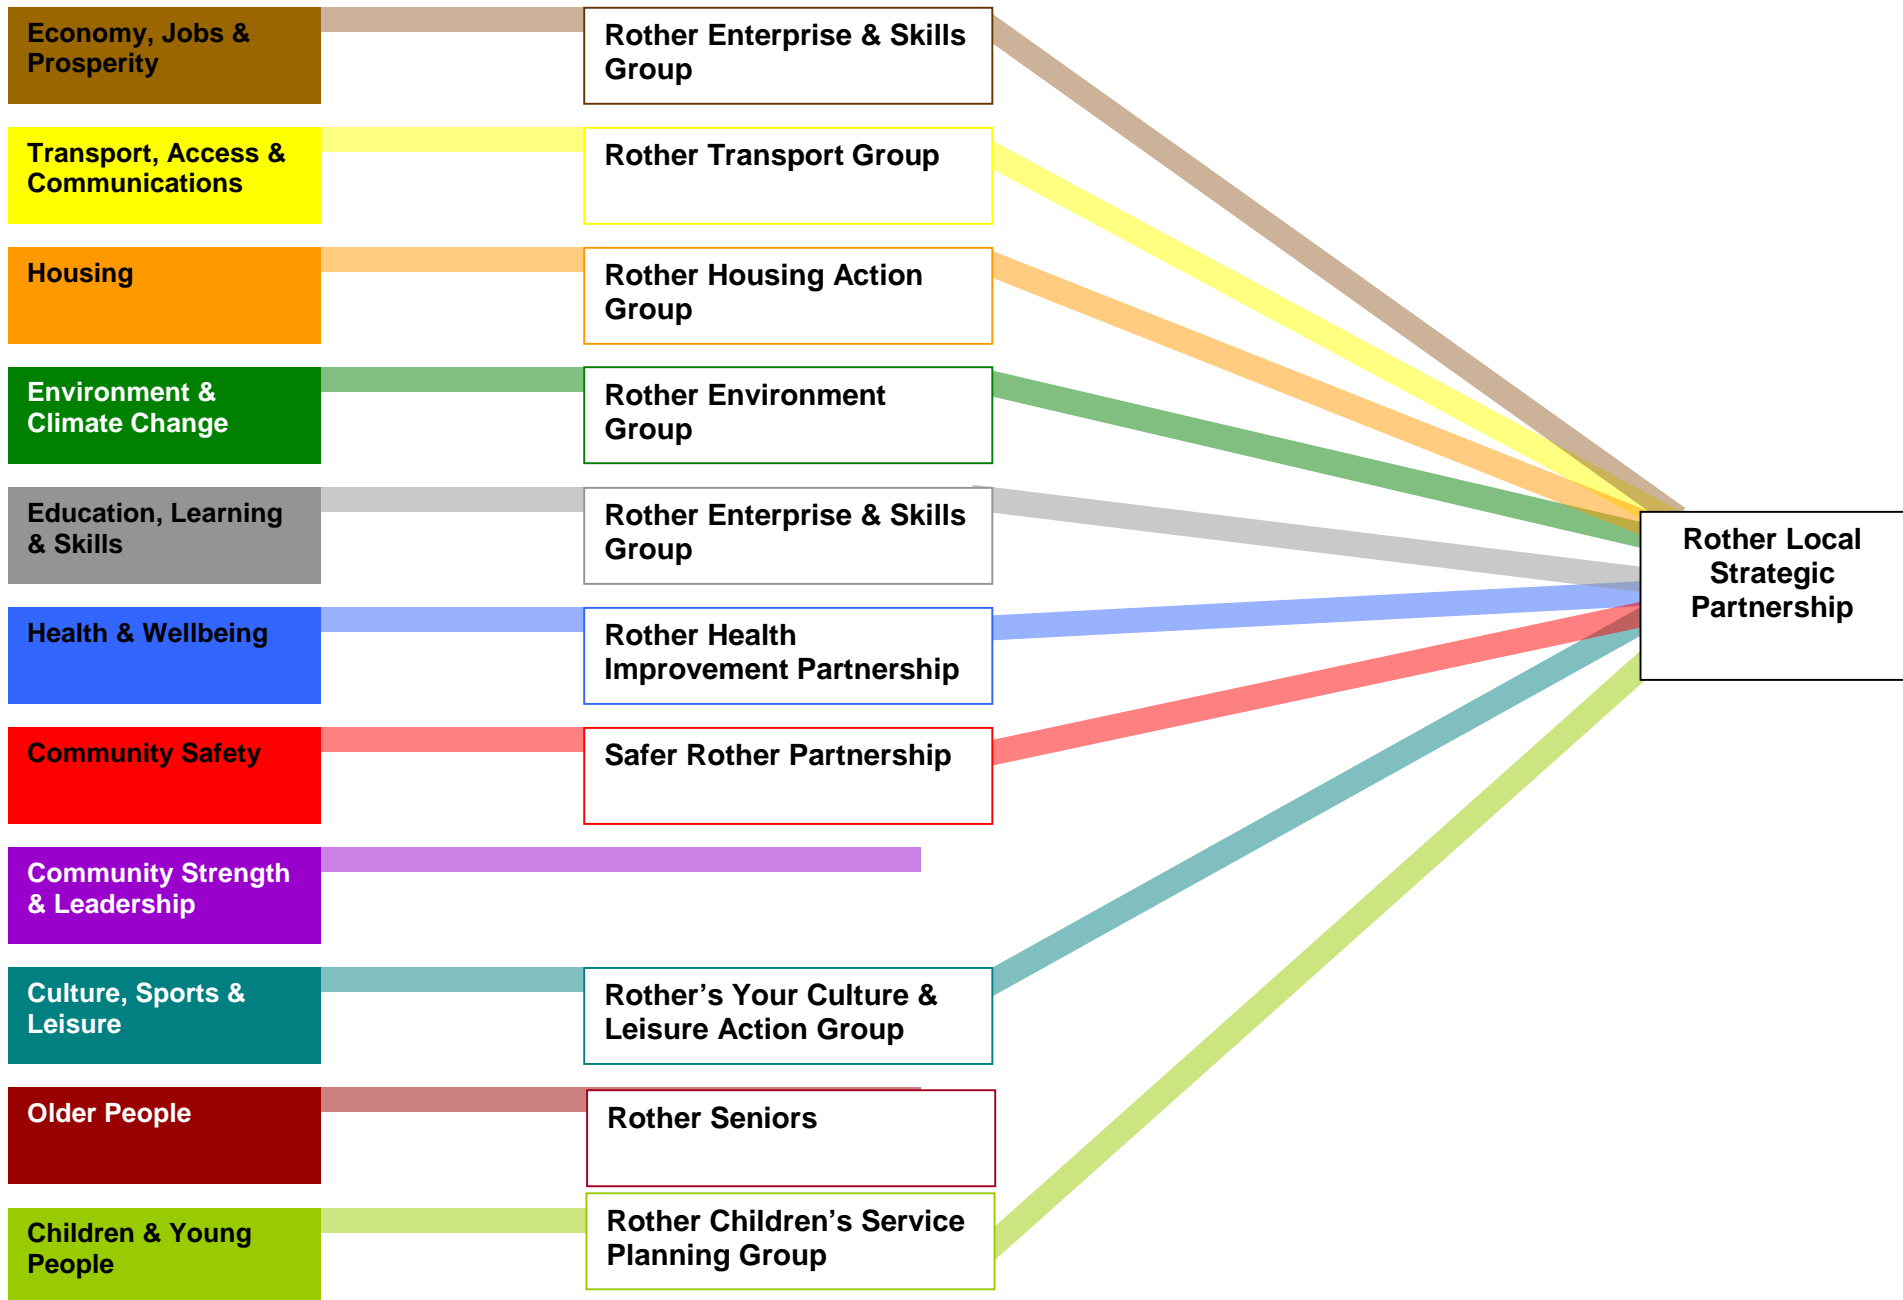 Economy, Jobs &
Prosperity
Rother Enterprise & Skills
Group
Transport, Access &
Communications
Rother Transport Group
Housing
Rother Housing Action
Group
Environment &
Climate Change
Rother Environment
Group
Education, Learning
& Skills
Rother Enterprise & Skills
Group
Rother Local
Strategic
Partnership
Health & Wellbeing
Rother Health
Improvement Partnership
Community Safety
Safer Rother Partnership
Community Strength
& Leadership
Culture, Sports &
Leisure
Rother’s Your Culture &
Leisure Action Group
Older People
Rother Seniors
Children & Young
People
Rother Children’s Service
Planning Group